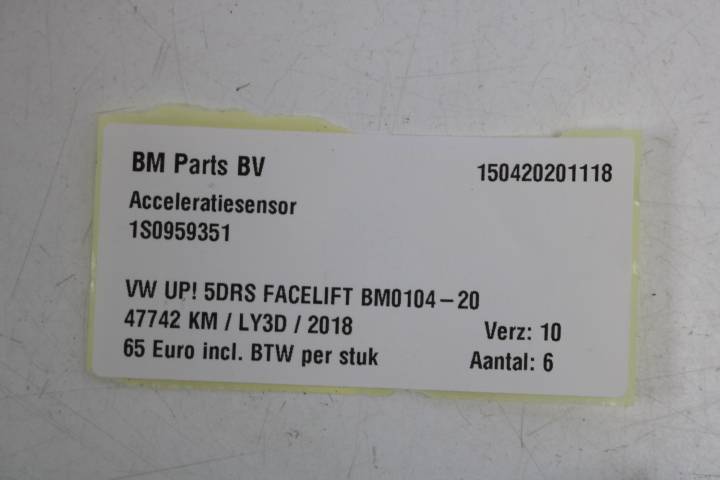 BM Parts BV 150420201118
Acceleratiesensor
1S0959351
VW UP! 5DRS FACELIFT BM0104-20
47742 KM / LY3D / 2018 Verz: 10
65 Euro incl. BTW per stuk Aantal: 6